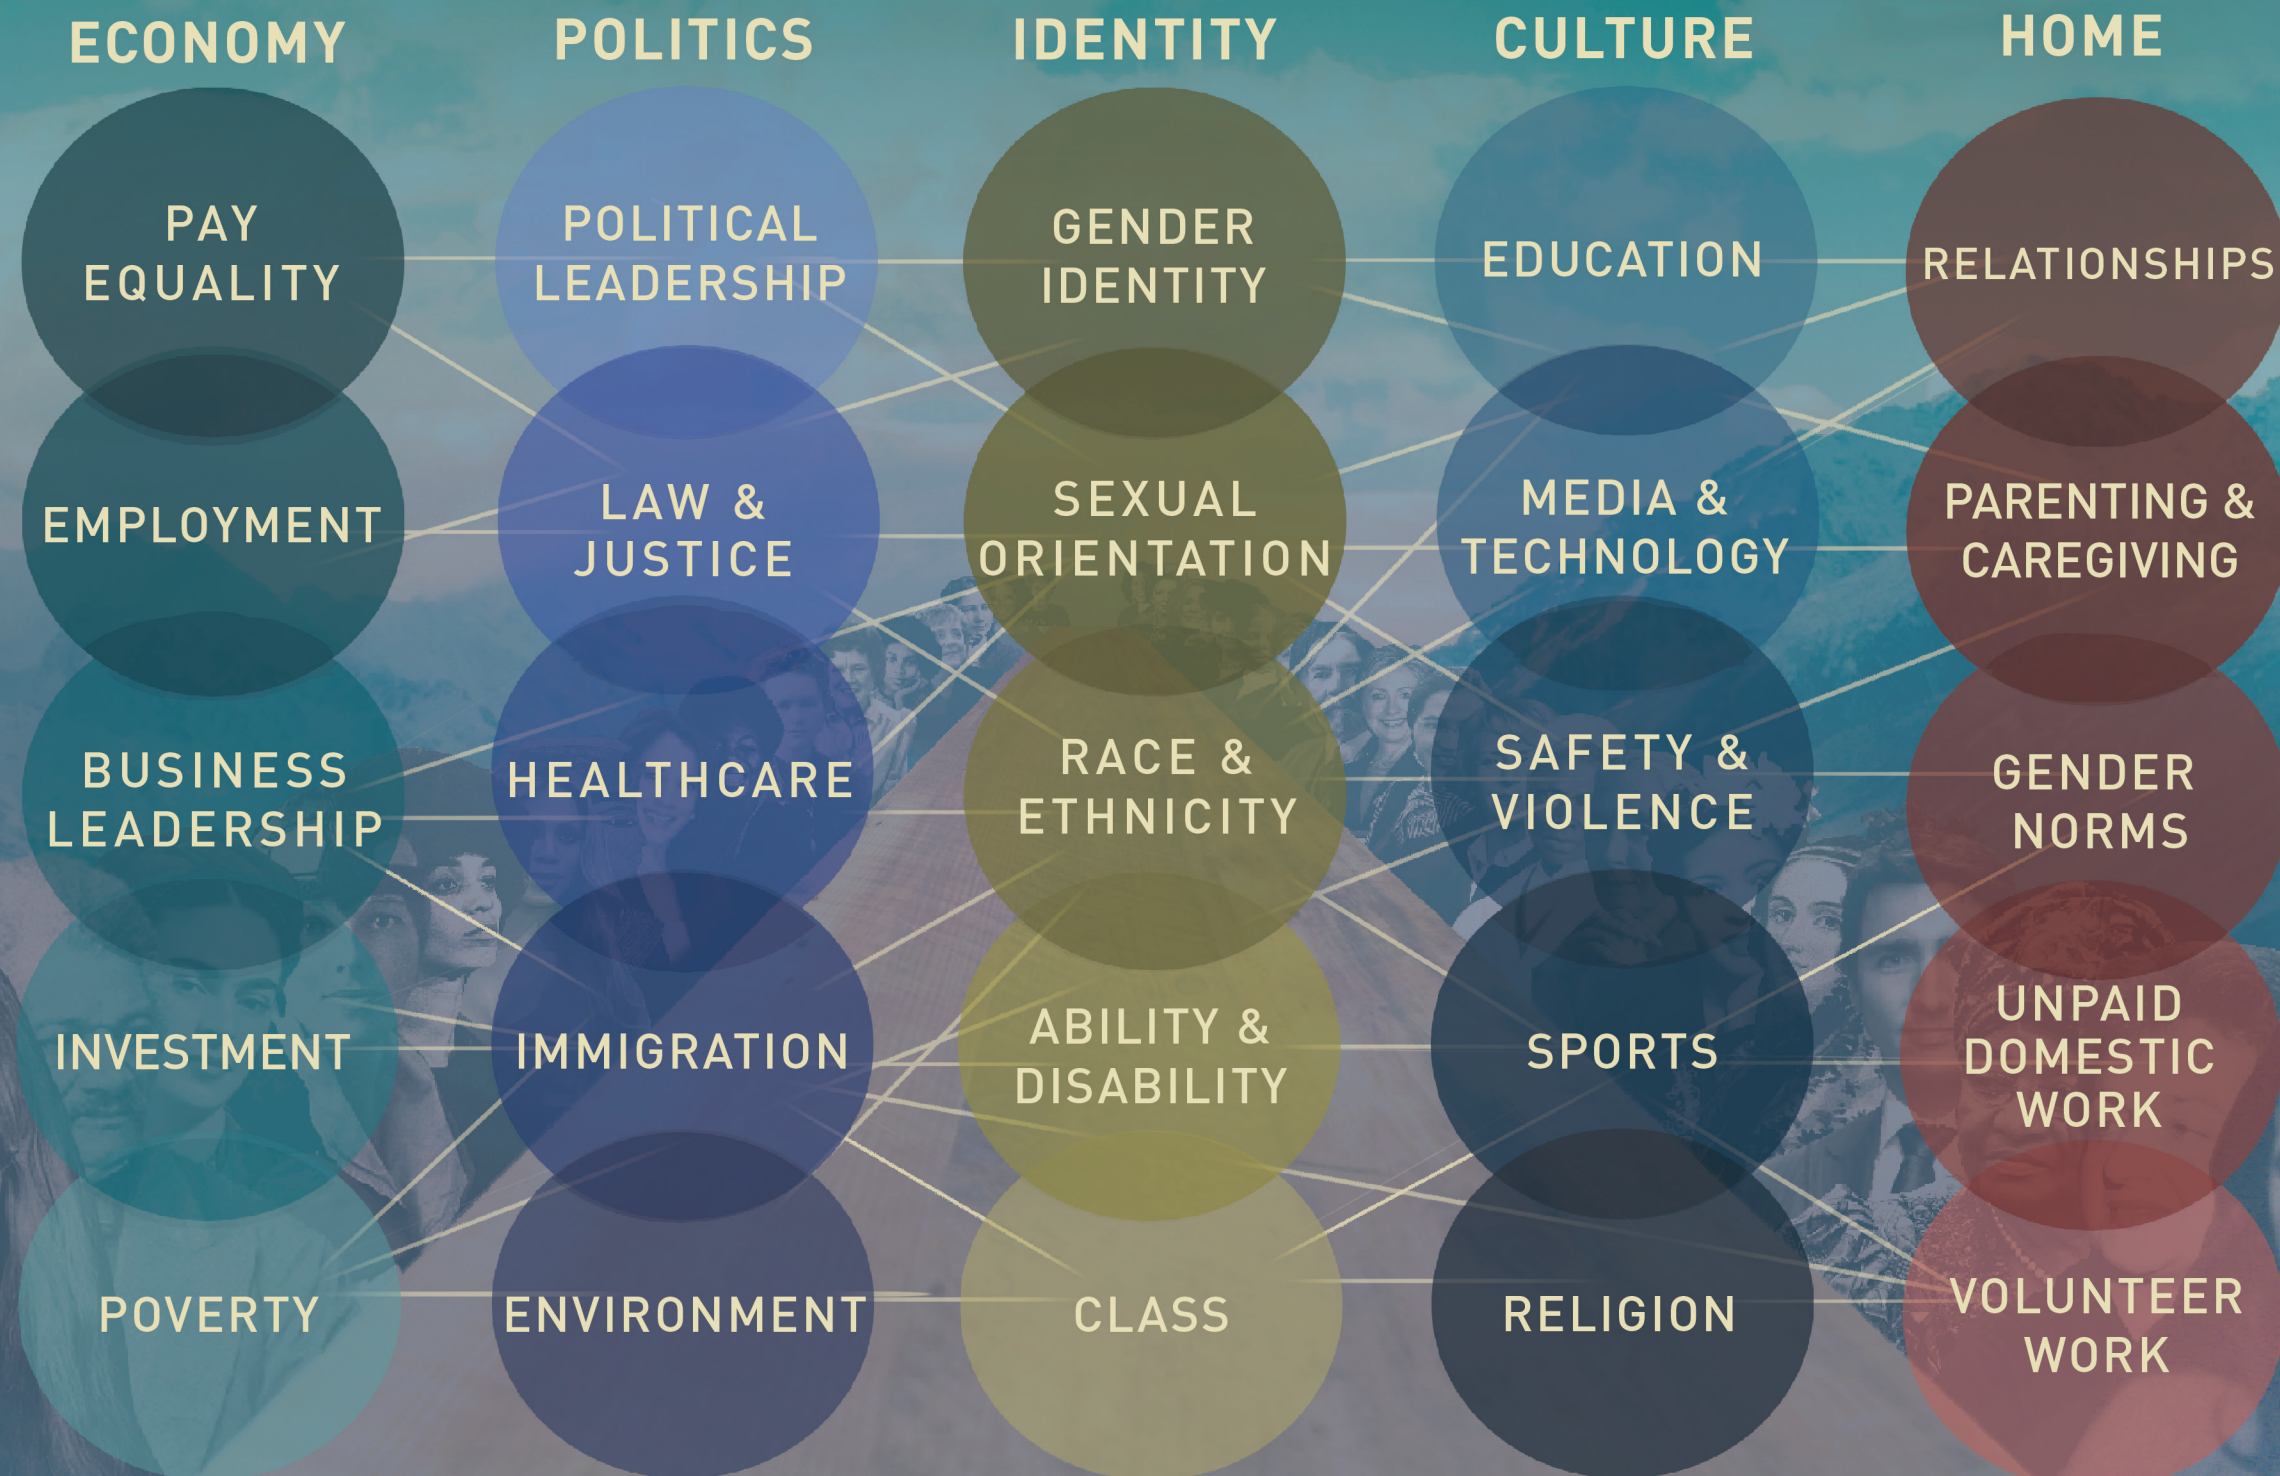 ECONOMY
PAY
EQUALITY
EMPLOYMENT
BUSINESS
LEADERSHIP
INVESTMENT
POVERTY
POLITICS
POLITICAL
LEADERSHIP
LAW &
JUSTICE
HEALTHCARE
IMMIGRATION
ENVIRONMENT
IDENTITY
GENDER
IDENTITY
SEXUAL
ORIENTATION
RACE &
ETHNICITY
ABILITY &
DISABILITY
CLASS
CULTURE
EDUCATION
MEDIA &
TECHNOLOGY
SAFETY &
VIOLENCE
SPORTS
RELIGION
HOME
RELATIONSHIPS
PARENTING &
CAREGIVING
GENDER
NORMS
UNPAID
DOMESTIC
WORK
VOLUNTEER
WORK